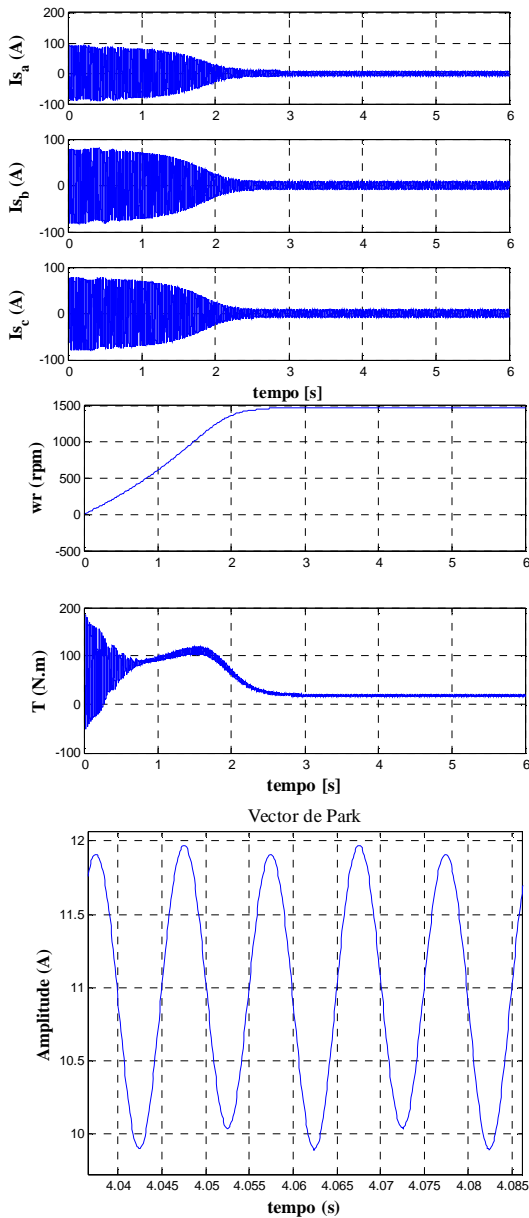 200
100
0
-100
Isa (A)
0 1 2 3 4 5 6
100
0
-100
Isb (A)
0 1 2 3 4 5 6
100
0
-100
Isc (A)
0 1 2 3 4 5 6
tempo [s]
1500
1000
500
0
-500
wr (rpm)
0 1 2 3 4 5 6
200
100
0
-100
T (N.m)
0 1 2 3 4 5 6
tempo [s]
Vector de Park
12
11.5
11
10.5
10
Amplitude (A)
4.04 4.045 4.05 4.055 4.06 4.065 4.07 4.075 4.08 4.085
tempo (s)